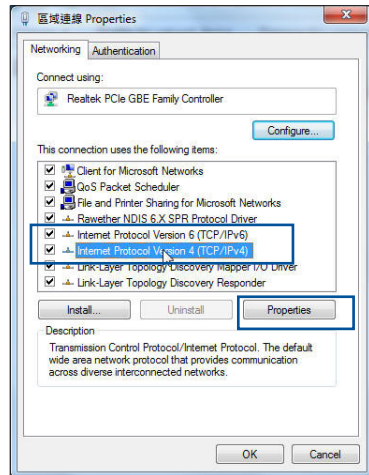 區域連線 Properties
Networking
Authentication
Connect using:
Realtek PCIe GBE Family Controller
Configure...
This connection uses the following items:
Client for Microsoft Networks
QoS Packet Scheduler
File and Printer Sharing for Microsoft Networks
Rawether NDIS 6.X SPR Protocol Driver
Internet Protocol Version 6 (TCP/IPv6)
Internet Protocol Version 4 (TCP/IPv4)
Link-Layer Topology Discovery Mapper I/O Driver
Link-Layer Topology Discovery Responder
Install...
Uninstall
Properties
Description
Transmission Control Protocol/Internet Protocol. The default
wide area network protocol that provides communication
across diverse interconnected networks.
OK
Cancel